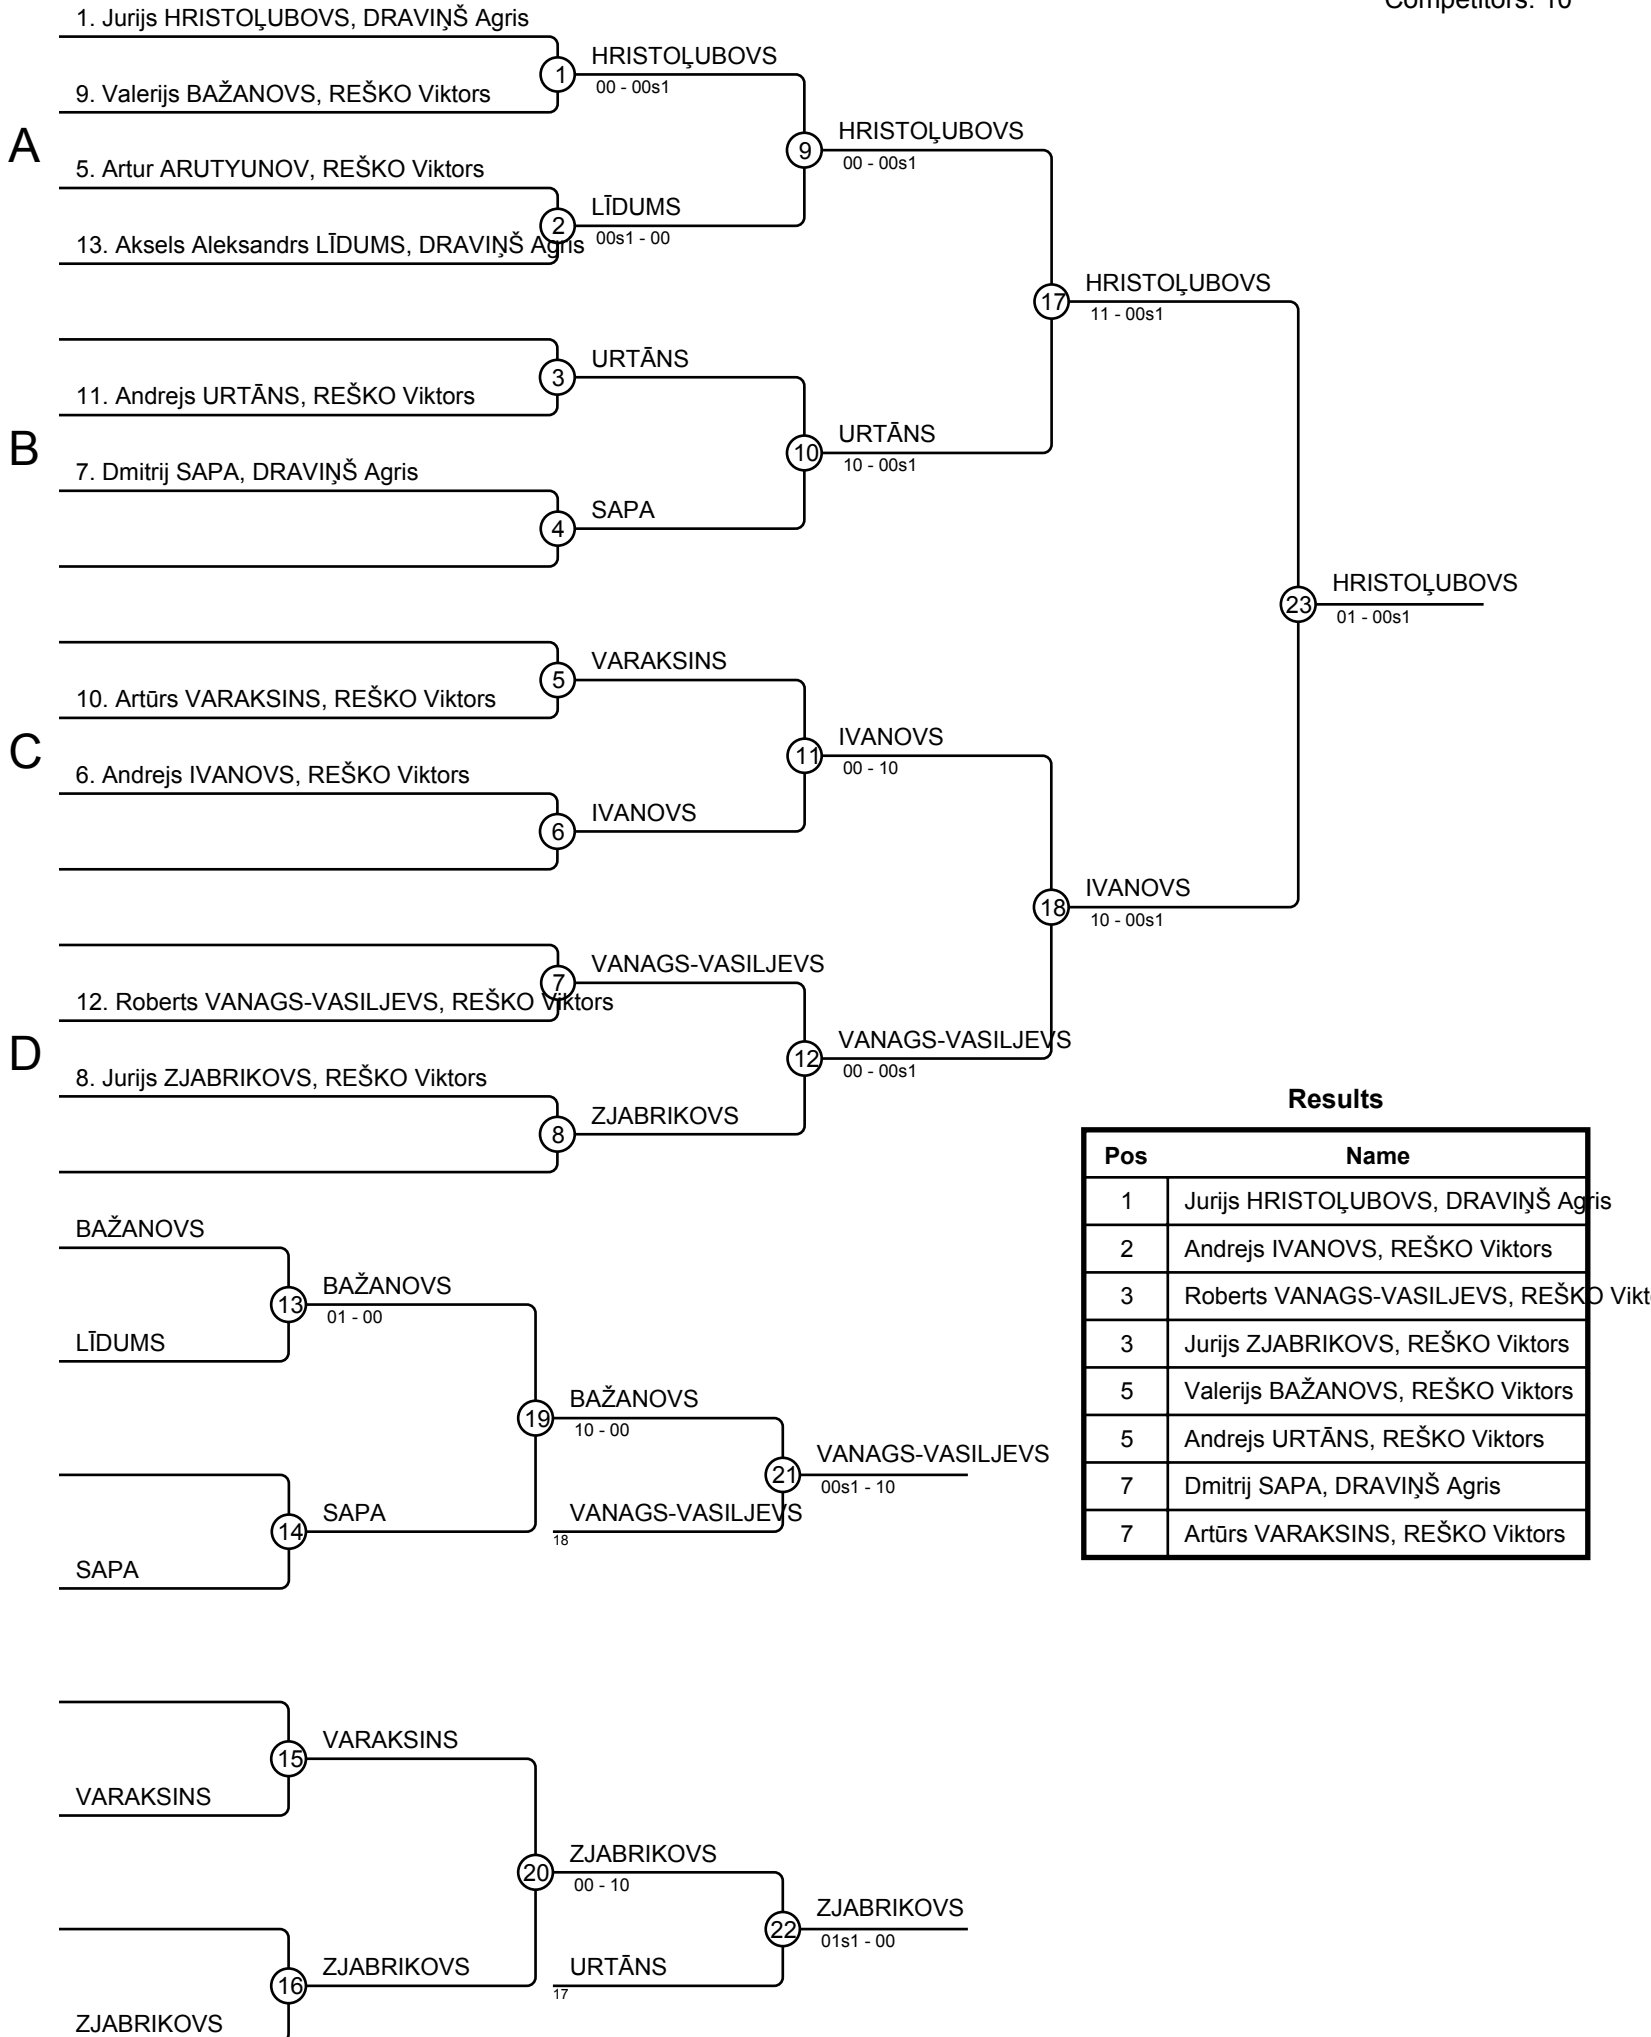 Competitors: 10
1. Jurijs HRISTOĻUBOVS, DRAVIŅŠ Agris
1
HRISTOĻUBOVS
00 - 00s1
9. Valerijs BAŽANOVS, REŠKO Viktors
A
9
HRISTOĻUBOVS
00 - 00s1
5. Artur ARUTYUNOV, REŠKO Viktors
2
LĪDUMS
00s1 - 00
13. Aksels Aleksandrs LĪDUMS, DRAVIŅŠ Agris
17
HRISTOĻUBOVS
11 - 00s1
3
URTĀNS
11. Andrejs URTĀNS, REŠKO Viktors
B
10
URTĀNS
10 - 00s1
7. Dmitrij SAPA, DRAVIŅŠ Agris
4
SAPA
23
HRISTOĻUBOVS
01 - 00s1
5
VARAKSINS
10. Artūrs VARAKSINS, REŠKO Viktors
C
11
IVANOVS
00 - 10
6. Andrejs IVANOVS, REŠKO Viktors
6
IVANOVS
18
IVANOVS
10 - 00s1
7
VANAGS-VASILJEVS
12. Roberts VANAGS-VASILJEVS, REŠKO Viktors
D
12
VANAGS-VASILJEVS
00 - 00s1
8. Jurijs ZJABRIKOVS, REŠKO Viktors
8
ZJABRIKOVS
Results
Pos Name
1 Jurijs HRISTOĻUBOVS, DRAVIŅŠ Agris
2 Andrejs IVANOVS, REŠKO Viktors
3 Roberts VANAGS-VASILJEVS, REŠKO Vikt
3 Jurijs ZJABRIKOVS, REŠKO Viktors
5 Valerijs BAŽANOVS, REŠKO Viktors
5 Andrejs URTĀNS, REŠKO Viktors
7 Dmitrij SAPA, DRAVIŅŠ Agris
7 Artūrs VARAKSINS, REŠKO Viktors
BAŽANOVS
13
BAŽANOVS
01 - 00
LĪDUMS
19
BAŽANOVS
10 - 00
21
VANAGS-VASILJEVS
00s1 - 10
14
SAPA
VANAGS-VASILJEVS
18
SAPA
15
VARAKSINS
VARAKSINS
20
ZJABRIKOVS
00 - 10
22
ZJABRIKOVS
01s1 - 00
16
ZJABRIKOVS
URTĀNS
17
ZJABRIKOVS